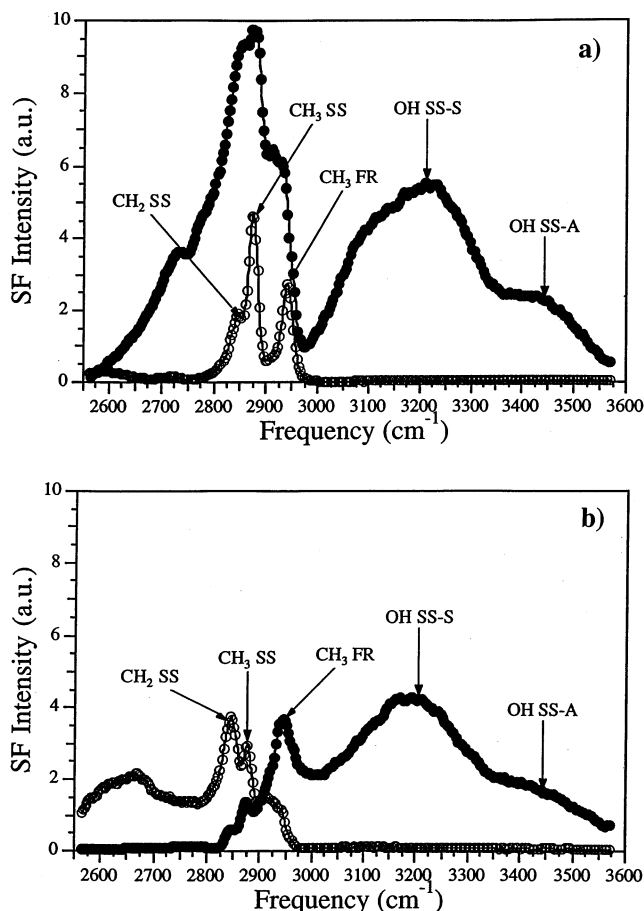 a)
10
8
6
4
2
0
SF Intensity (a.u.)
CH2 SS
CH3 SS
CH3 FR
OH SS-S
OH SS-A
2600 2700 2800 2900 3000 3100 3200 3300 3400 3500 3600
Frequency (cm-1)
b)
10
8
6
4
2
0
SF Intensity (a.u.)
CH2 SS
CH3 SS
CH3 FR
OH SS-S
OH SS-A
2600 2700 2800 2900 3000 3100 3200 3300 3400 3500 3600
Frequency (cm-1)